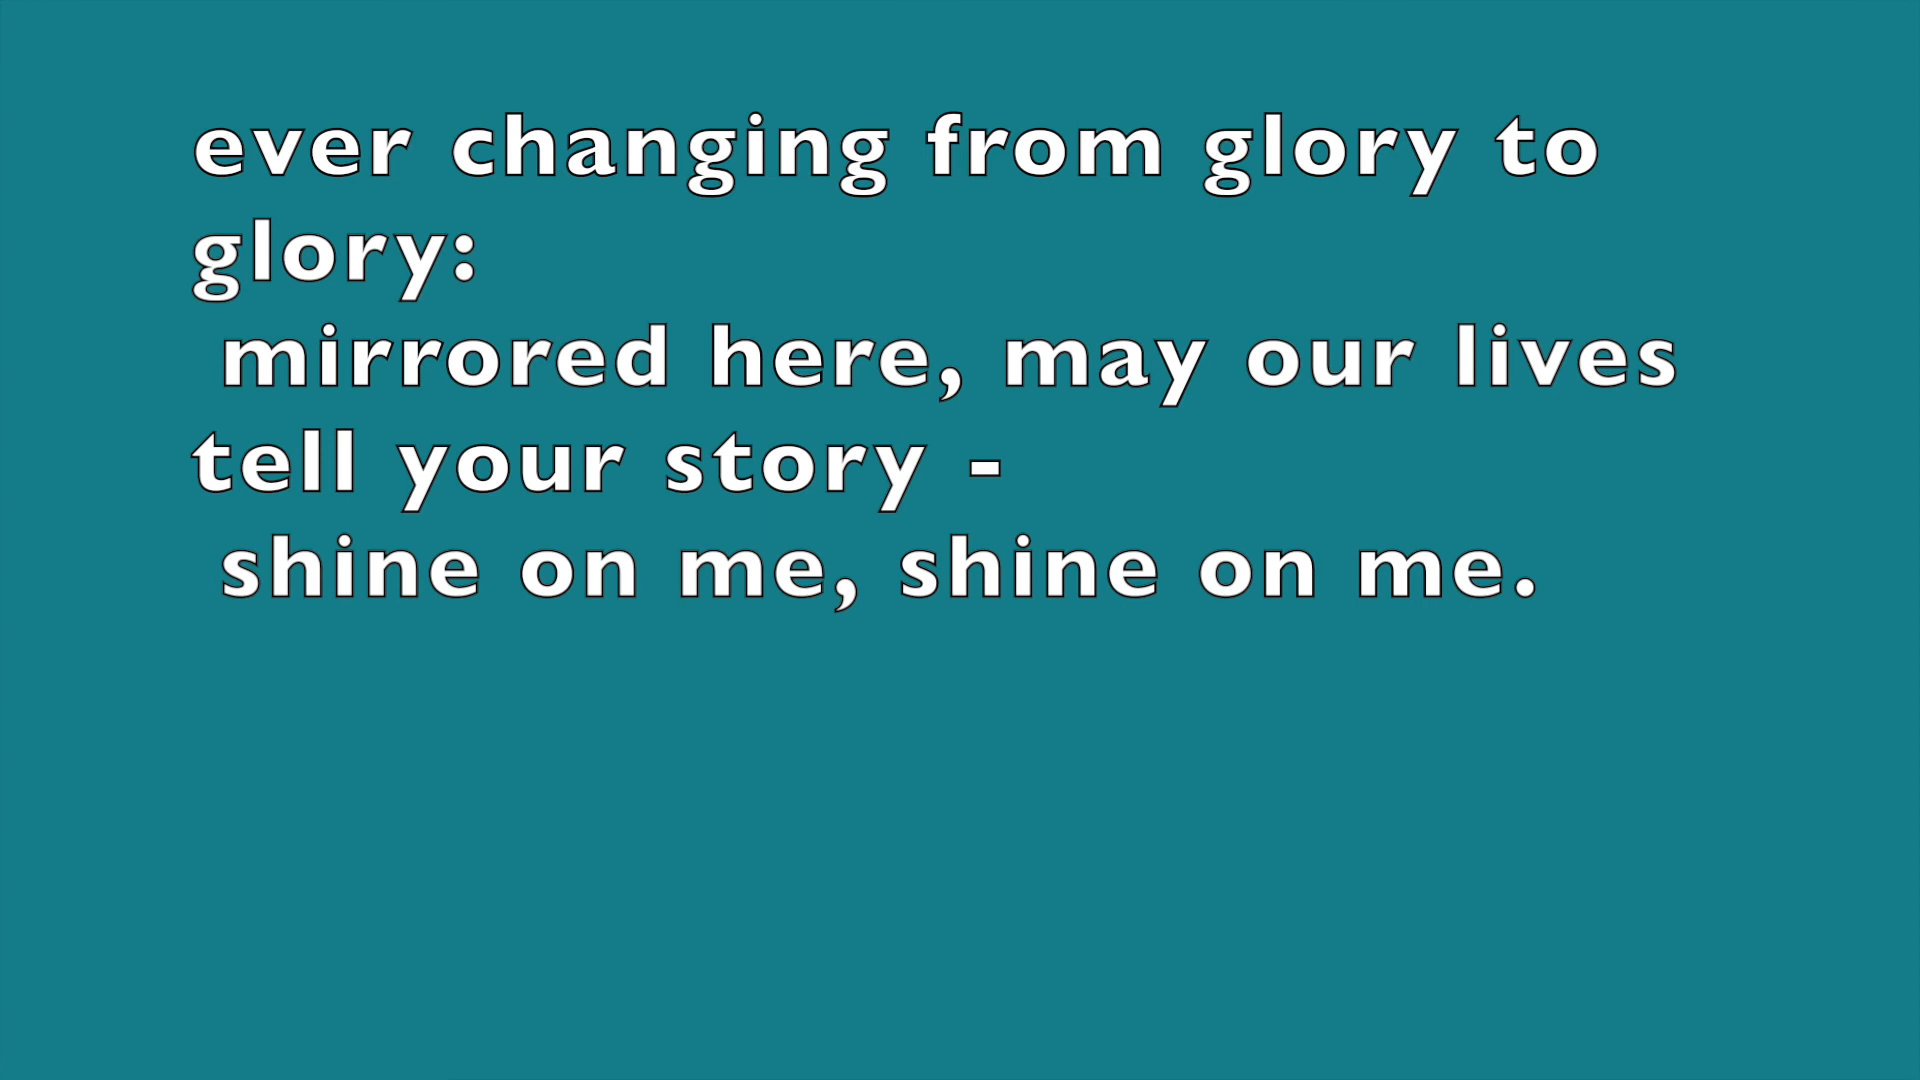 ever changing from glory to
glory:
mirrored here, may our lives
tell your story -
shine on me, shine on me.